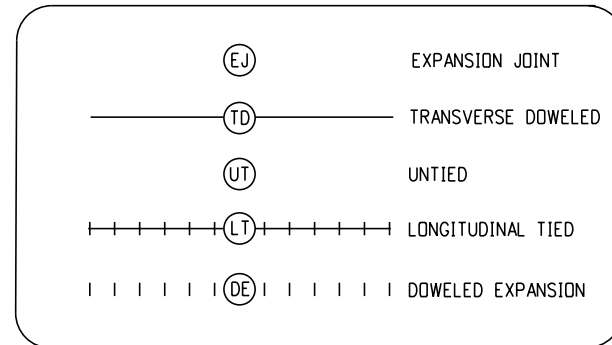 EJ EXPANSION JOINT
TD TRANSVERSE DOWELED
UT UNTIED
LT LONGITUDINAL TIED
DE DOWELED EXPANSION